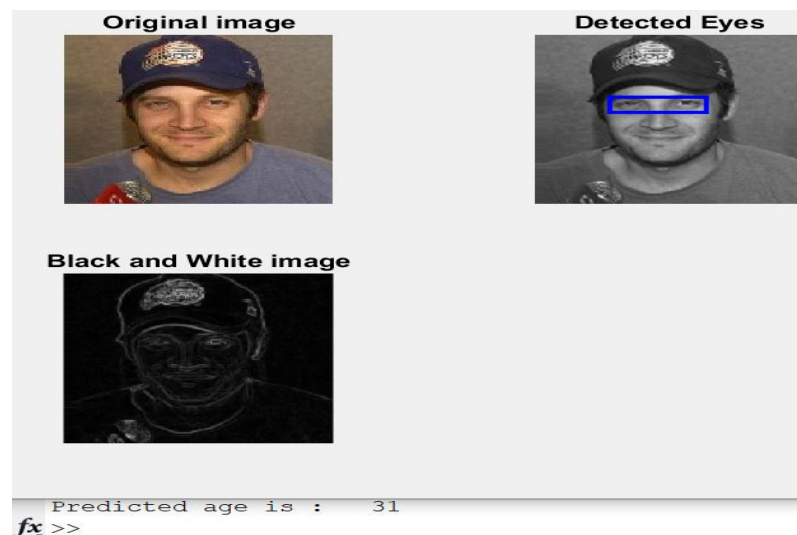 Original image
Detected Eyes
Black and White image
Predicted age is : 31
fx >>